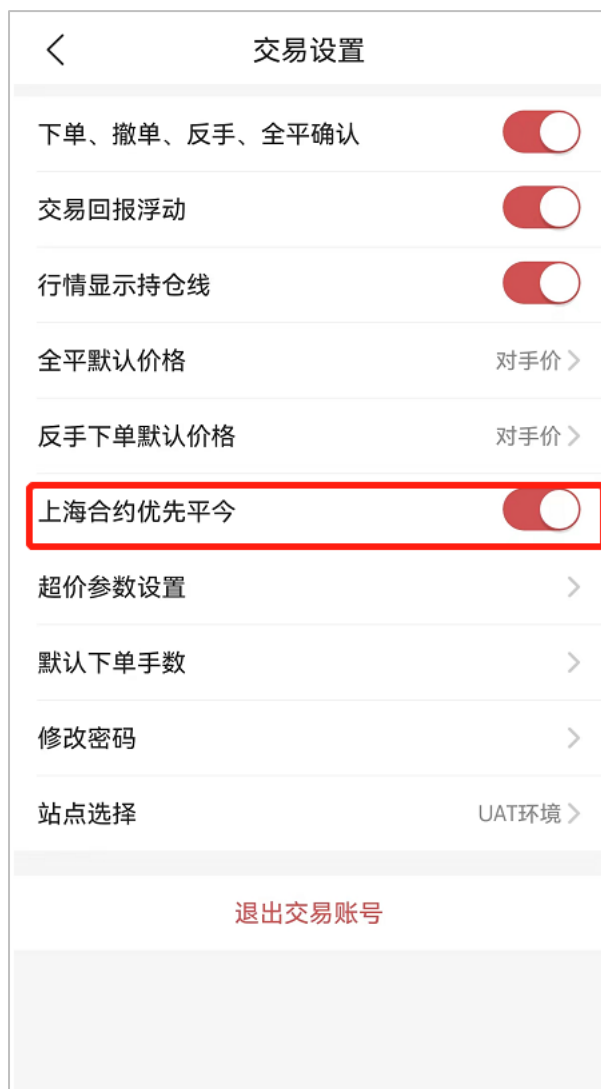 交易设置
下单、撤单、反手、全平确认
交易回报浮动
行情显示持仓线
全平默认价格 对手价
反手下单默认价格 对手价
上海合约优先平今
超价参数设置
默认下单手数
修改密码
站点选择 UAT环境
退出交易账号